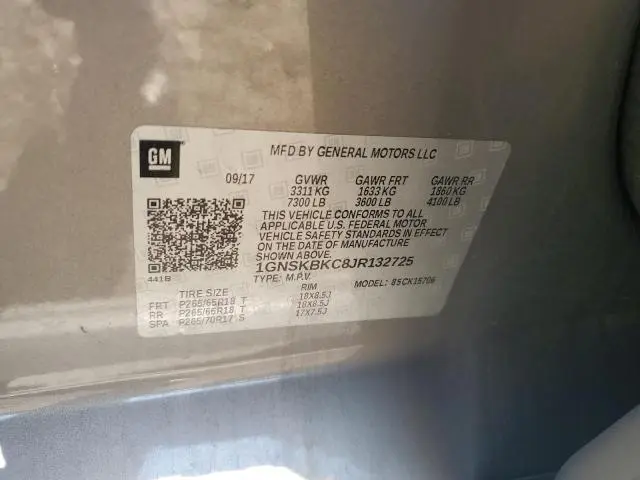 GM
MFD BY GENERAL MOTORS LLC
09/17 GVWR GAWR FRT GAWR RR
3311 KG 1633 KG 1860 KG
7300 LB 3600 LB 4100 LB
THIS VEHICLE CONFORMS TO ALL
APPLICABLE U.S. FEDERAL MOTOR
VEHICLE SAFETY STANDARDS IN EFFECT
ON THE DATE OF MANUFACTURE
SHOWN ABOVE.
1GNSKBKC8JR132725
441B TYPE: M.P.V. MODEL: 85CK15706
TIRE SIZE RIM
FRT P265/65R18 T 18X8.5J
RR P265/65R18 T 18X8.5J
SPA P265/70R17 S 17X7.5J